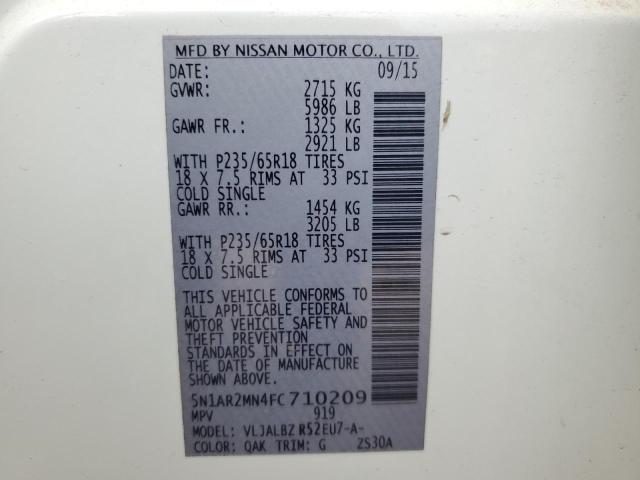 MFD BY NISSAN MOTOR CO., LTD.
DATE: 09/15
GVWR: 2715 KG
5986 LB
GAWR FR.: 1325 KG
2921 LB
WITH P235/65R18 TIRES
18 X 7.5 RIMS AT 33 PSI
COLD SINGLE
GAWR RR.: 1454 KG
3205 LB
WITH P235/65R18 TIRES
18 X 7.5 RIMS AT 33 PSI
COLD SINGLE
THIS VEHICLE CONFORMS TO
ALL APPLICABLE FEDERAL
MOTOR VEHICLE SAFETY AND
THEFT PREVENTION
STANDARDS IN EFFECT ON
THE DATE OF MANUFACTURE
SHOWN ABOVE.
5N1AR2MN4FC710209
MPV 919
MODEL: VLJALBZ R52EU7-A-
COLOR: QAK TRIM: G ZS30A